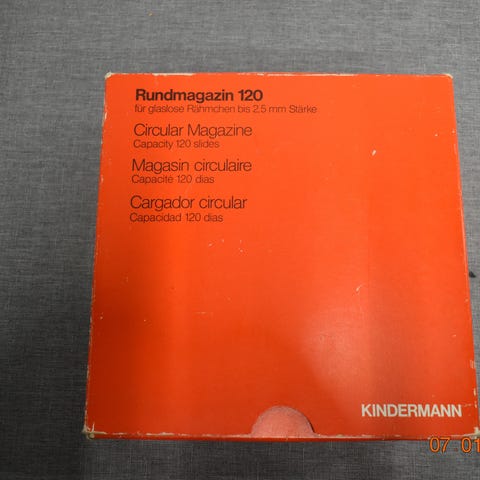 Rundmagazin 120
für glaslose Rähmchen bis 2,5 mm Stärke
Circular Magazine
Capacity 120 slides
Magasin circulaire
Capacité 120 dias
Cargador circular
Capacidad 120 dias
KINDERMANN
07 01